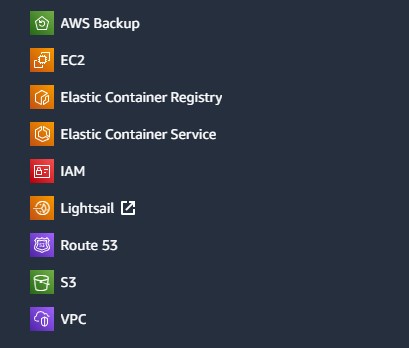 AWS Backup
EC2
Elastic Container Registry
Elastic Container Service
IAM
Lightsail
Route 53
S3
VPC